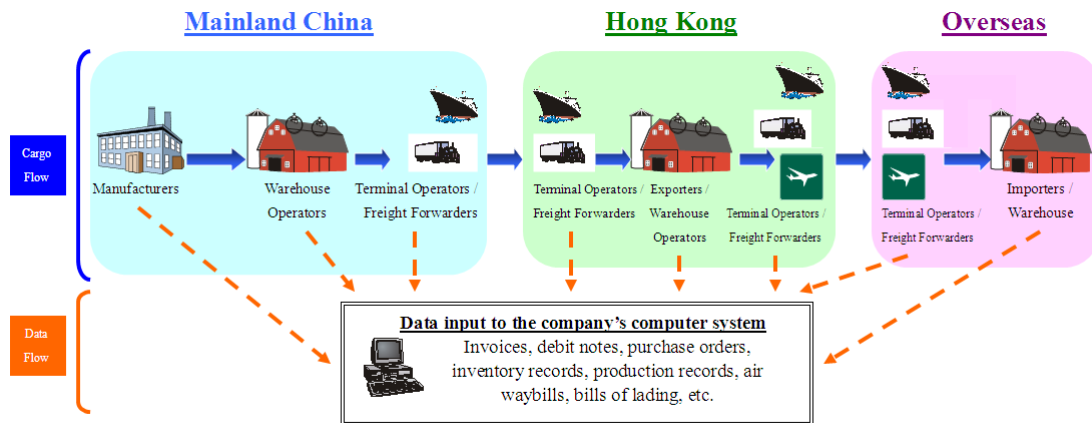 Mainland China
Hong Kong
Overseas
Cargo
Flow
Manufacturers
Warehouse
Operators
Terminal Operators /
Freight Forwarders
Terminal Operators /
Freight Forwarders
Exporters /
Warehouse
Operators
Terminal Operators /
Freight Forwarders
Terminal Operators /
Freight Forwarders
Importers /
Warehouse
Data
Flow
Data input to the company's computer system
Invoices, debit notes, purchase orders,
inventory records, production records, air
waybills, bills of lading, etc.